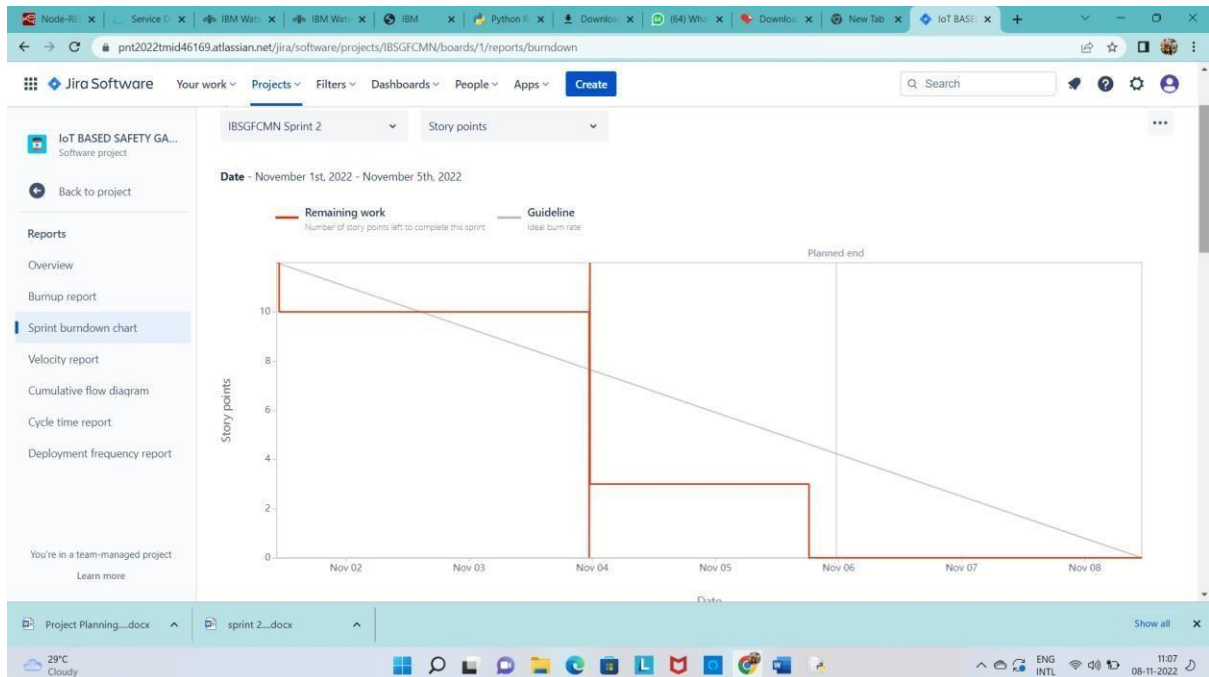 Node-RE
Service D
IBM Wat
IBM Wat
IBM
Python
Downloa
(64) Wha
Downloa
New Tab
IoT BASE
pnt2022tmid46169.atlassian.net/jira/software/projects/IBSGFCMN/boards/1/reports/burndown
Jira Software Your work Projects Filters Dashboards People Apps Create Search
IoT BASED SAFETY GA...
Software project
Back to project
Reports
Overview
Burnup report
Sprint burndown chart
Velocity report
Cumulative flow diagram
Cycle time report
Deployment frequency report
You're in a team-managed project
Learn more
IBSGFCMN Sprint 2 Story points
Date - November 1st, 2022 - November 5th, 2022
Remaining work
Number of story points left to complete this sprint
Guideline
Ideal burn rate
Planned end
Story points
10
8
6
4
2
0
Nov 02 Nov 03 Nov 04 Nov 05 Nov 06 Nov 07 Nov 08
Date
Project Planning....docx sprint 2....docx Show all
29°C
Cloudy
ENG
INTL
11:07
08-11-2022